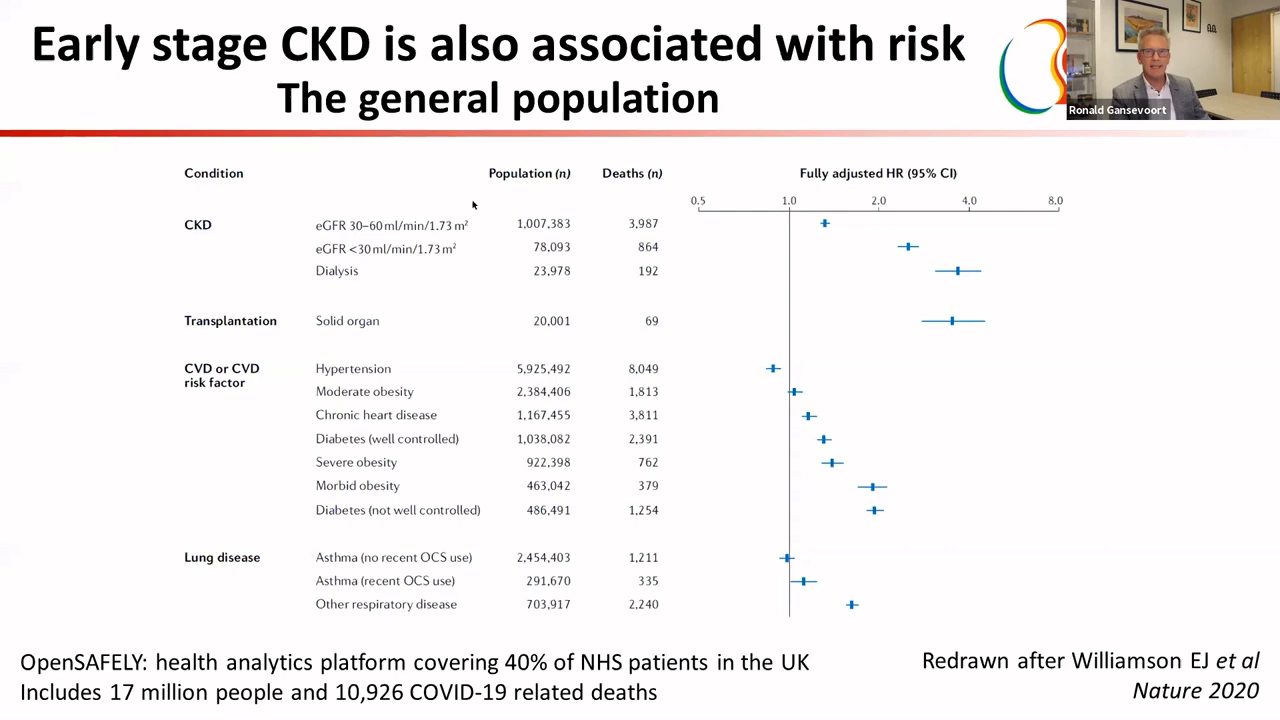 Early stage CKD is also associated with risk
The general population
Ronald Gansevoort
Condition Population (n) Deaths (n) Fully adjusted HR (95% CI)
0.5 1.0 2.0 4.0 8.0
CKD eGFR 30–60 ml/min/1.73 m² 1,007,383 3,987
eGFR <30 ml/min/1.73 m² 78,093 864
Dialysis 23,978 192
Transplantation Solid organ 20,001 69
CVD or CVD risk factor Hypertension 5,925,492 8,049
Moderate obesity 2,384,406 1,813
Chronic heart disease 1,167,455 3,811
Diabetes (well controlled) 1,038,082 2,391
Severe obesity 922,398 762
Morbid obesity 463,042 379
Diabetes (not well controlled) 486,491 1,254
Lung disease Asthma (no recent OCS use) 2,454,403 1,211
Asthma (recent OCS use) 291,670 335
Other respiratory disease 703,917 2,240
OpenSAFELY: health analytics platform covering 40% of NHS patients in the UK
Includes 17 million people and 10,926 COVID-19 related deaths
Redrawn after Williamson EJ et al
Nature 2020